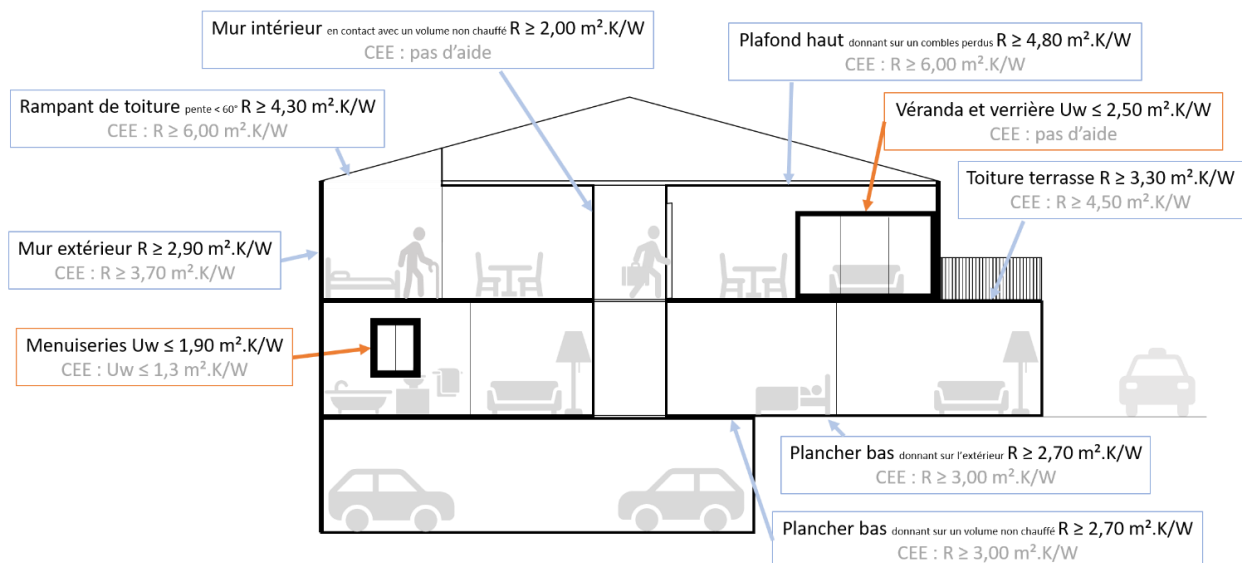 Mur intérieur en contact avec un volume non chauffé R ≥ 2,00 m².K/W
CEE : pas d’aide
Plafond haut donnant sur un combles perdus R ≥ 4,80 m².K/W
CEE : R ≥ 6,00 m².K/W
Rampant de toiture pente < 60° R ≥ 4,30 m².K/W
CEE : R ≥ 6,00 m².K/W
Véranda et verrière Uw ≤ 2,50 m².K/W
CEE : pas d’aide
Toiture terrasse R ≥ 3,30 m².K/W
CEE : R ≥ 4,50 m².K/W
Mur extérieur R ≥ 2,90 m².K/W
CEE : R ≥ 3,70 m².K/W
Menuiseries Uw ≤ 1,90 m².K/W
CEE : Uw ≤ 1,3 m².K/W
Plancher bas donnant sur l’extérieur R ≥ 2,70 m².K/W
CEE : R ≥ 3,00 m².K/W
Plancher bas donnant sur un volume non chauffé R ≥ 2,70 m².K/W
CEE : R ≥ 3,00 m².K/W